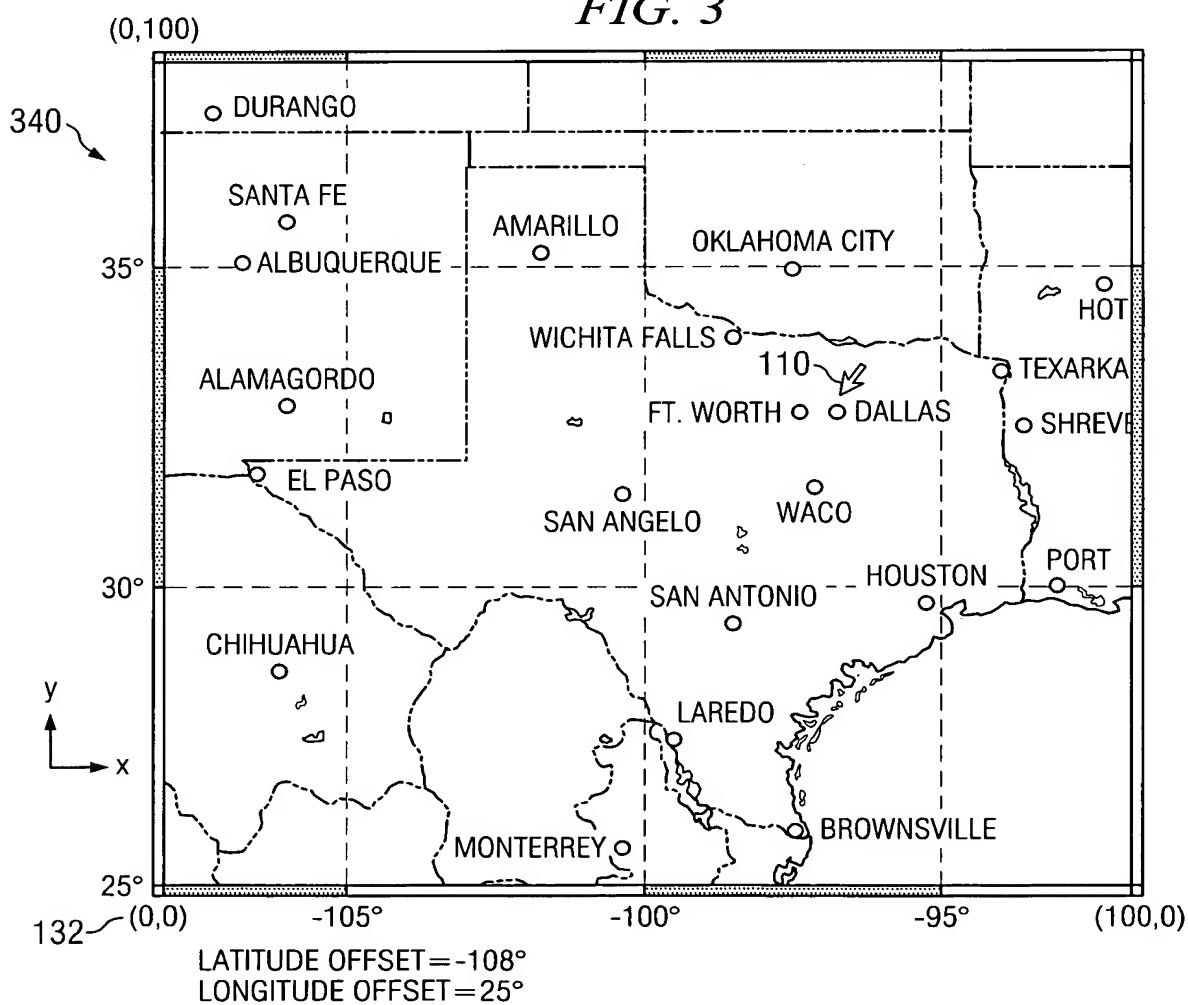 FIG. 3
(0,100)
340
DURANGO
SANTA FE
AMARILLO
OKLAHOMA CITY
35°
ALBUQUERQUE
HOT
WICHITA FALLS
110
TEXARKA
ALAMAGORDO
FT. WORTH
DALLAS
SHREVE
EL PASO
SAN ANGELO
WACO
30°
HOUSTON
PORT
SAN ANTONIO
CHIHUAHUA
y
x
LAREDO
MONTERREY
BROWNSVILLE
25°
132
(0,0)
-105°
-100°
-95°
(100,0)
LATITUDE OFFSET=-108°
LONGITUDE OFFSET=25°